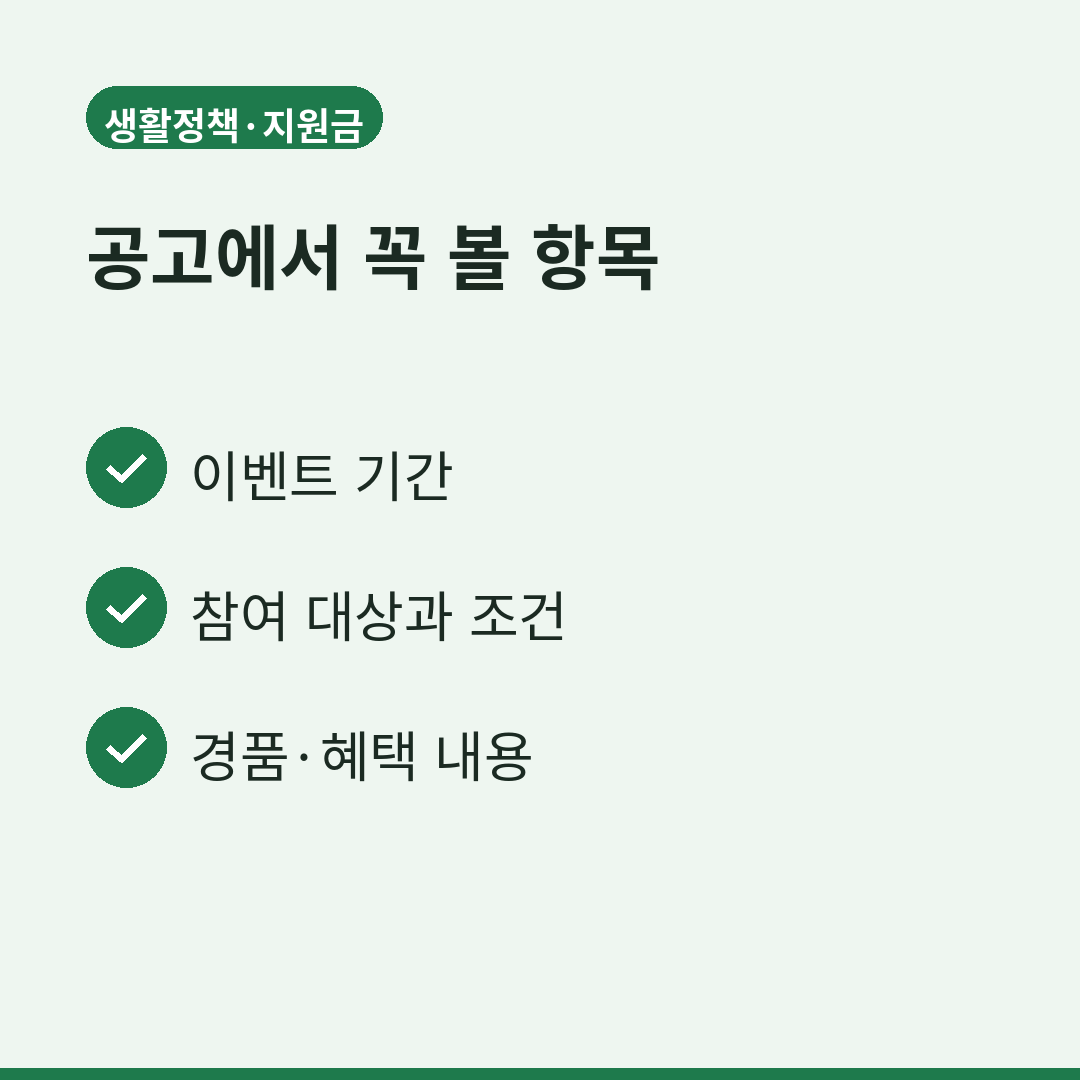 생활정책·지원금
공고에서 꼭 볼 항목
이벤트 기간
참여 대상과 조건
경품·혜택 내용